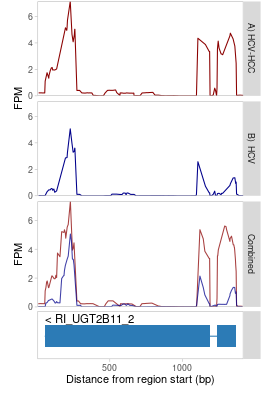 FPM
6
4
2
0
A) HCV-HCC
6
4
2
0
B) HCV
FPM
6
4
2
0
Combined
< RI_UGT2B11_2
500 1000
Distance from region start (bp)